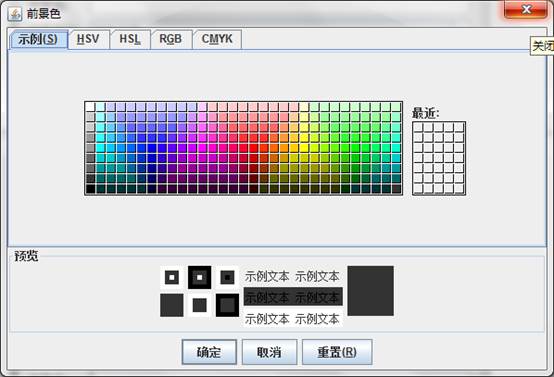 前景色
关闭
示例(S) HSV HSL RGB CMYK
最近:
预览
示例文本 示例文本
示例文本 示例文本
示例文本 示例文本
确定 取消 重置(R)